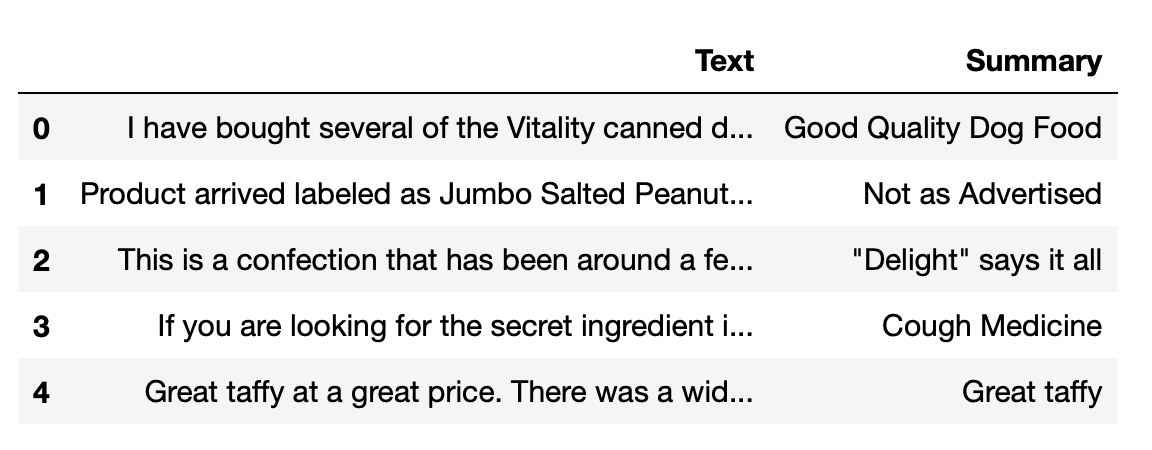 Text Summary
0 I have bought several of the Vitality canned d... Good Quality Dog Food
1 Product arrived labeled as Jumbo Salted Peanut... Not as Advertised
2 This is a confection that has been around a fe... "Delight" says it all
3 If you are looking for the secret ingredient i... Cough Medicine
4 Great taffy at a great price. There was a wid... Great taffy